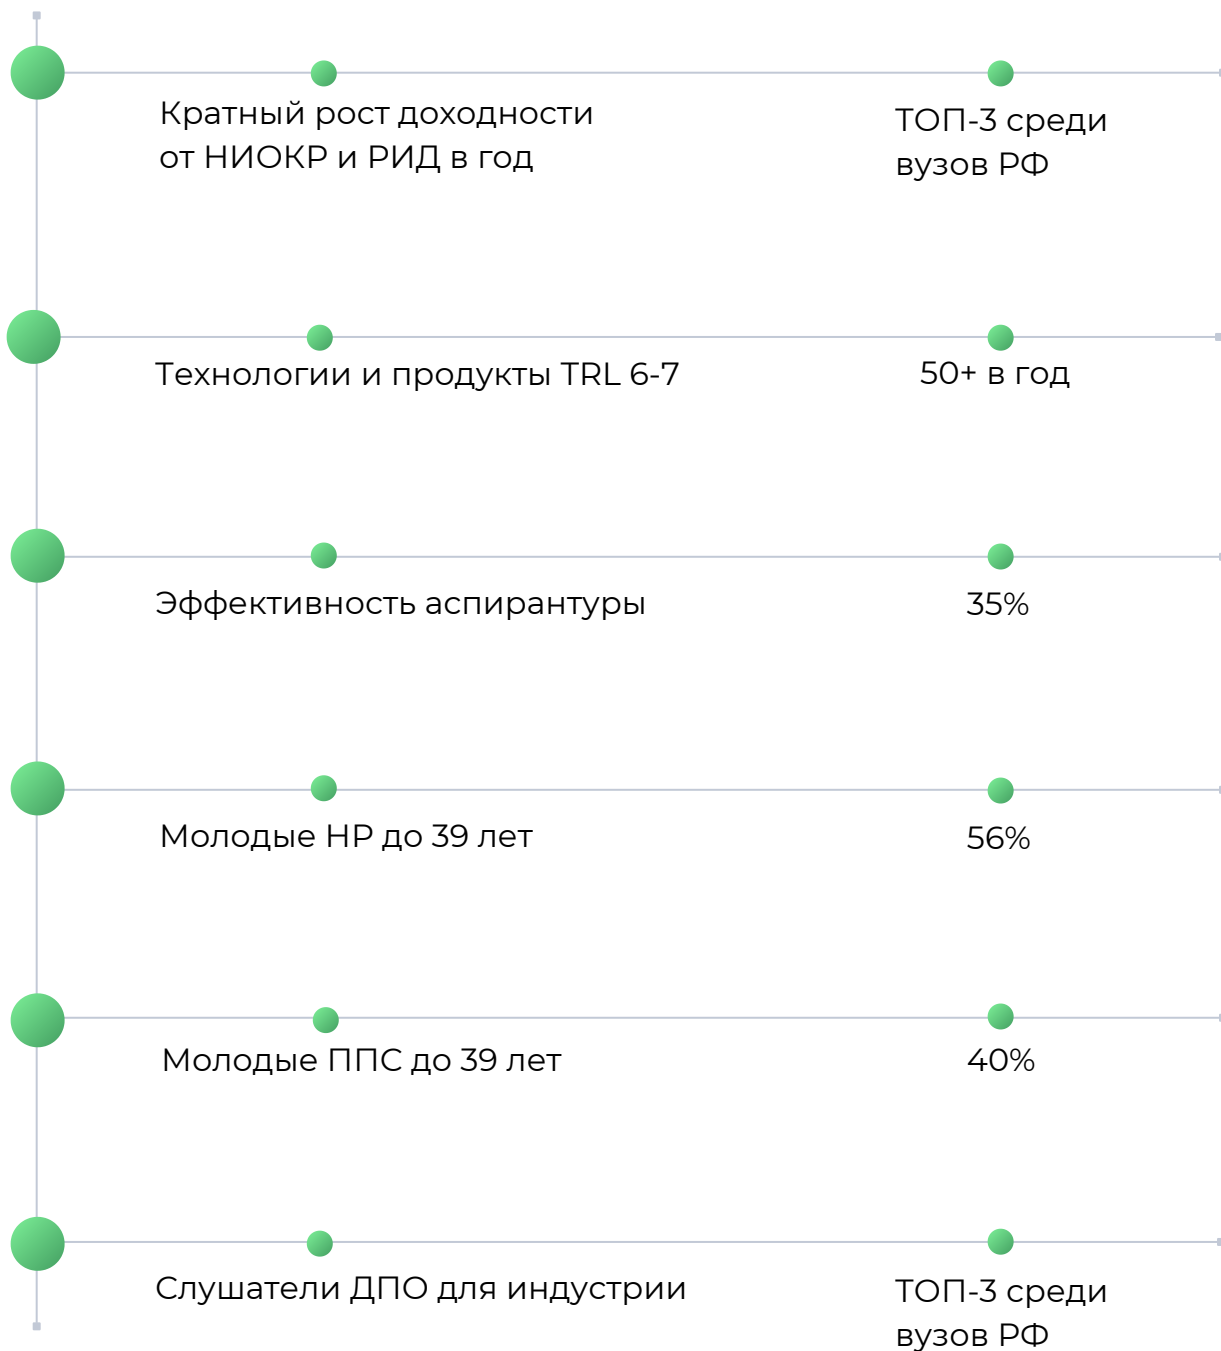 Кратный рост доходности
от НИОКР и РИД в год
ТОП-3 среди
вузов РФ
Технологии и продукты TRL 6-7
50+ в год
Эффективность аспирантуры
35%
Молодые НР до 39 лет
56%
Молодые ППС до 39 лет
40%
Слушатели ДПО для индустрии
ТОП-3 среди
вузов РФ